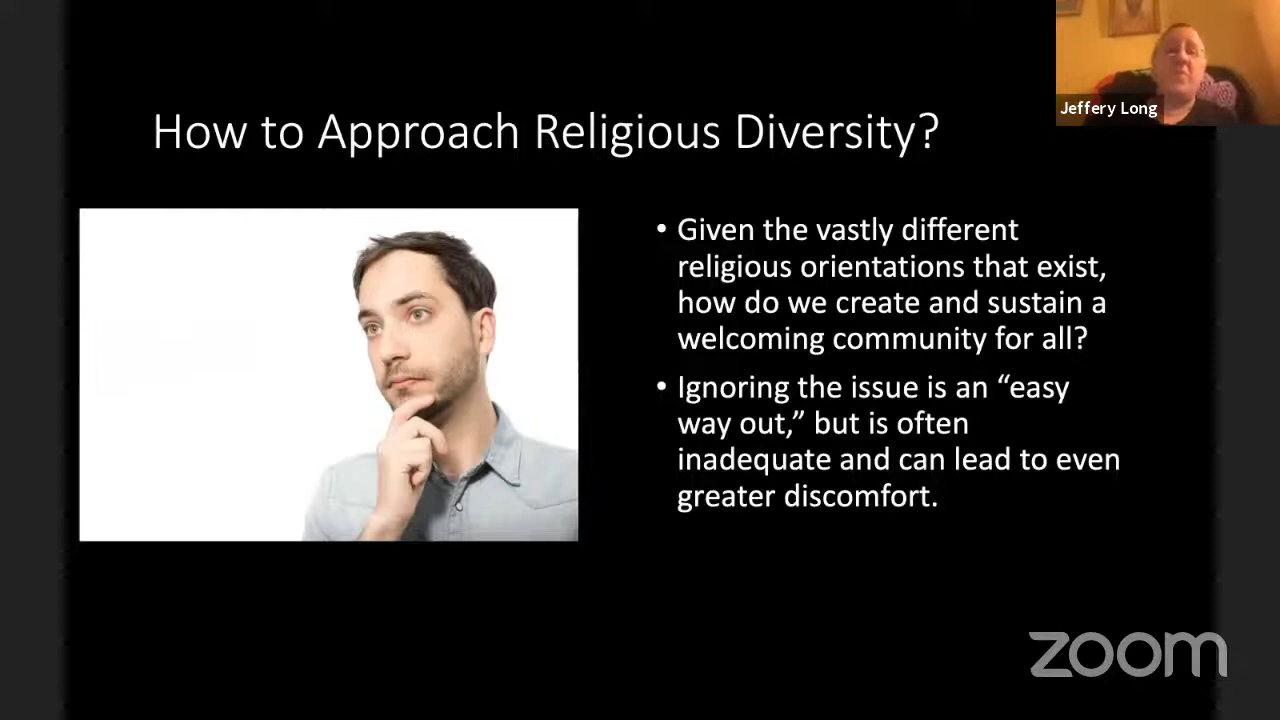 Jeffery Long
How to Approach Religious Diversity?
• Given the vastly different
religious orientations that exist,
how do we create and sustain a
welcoming community for all?
• Ignoring the issue is an “easy
way out,” but is often
inadequate and can lead to even
greater discomfort.
zoom